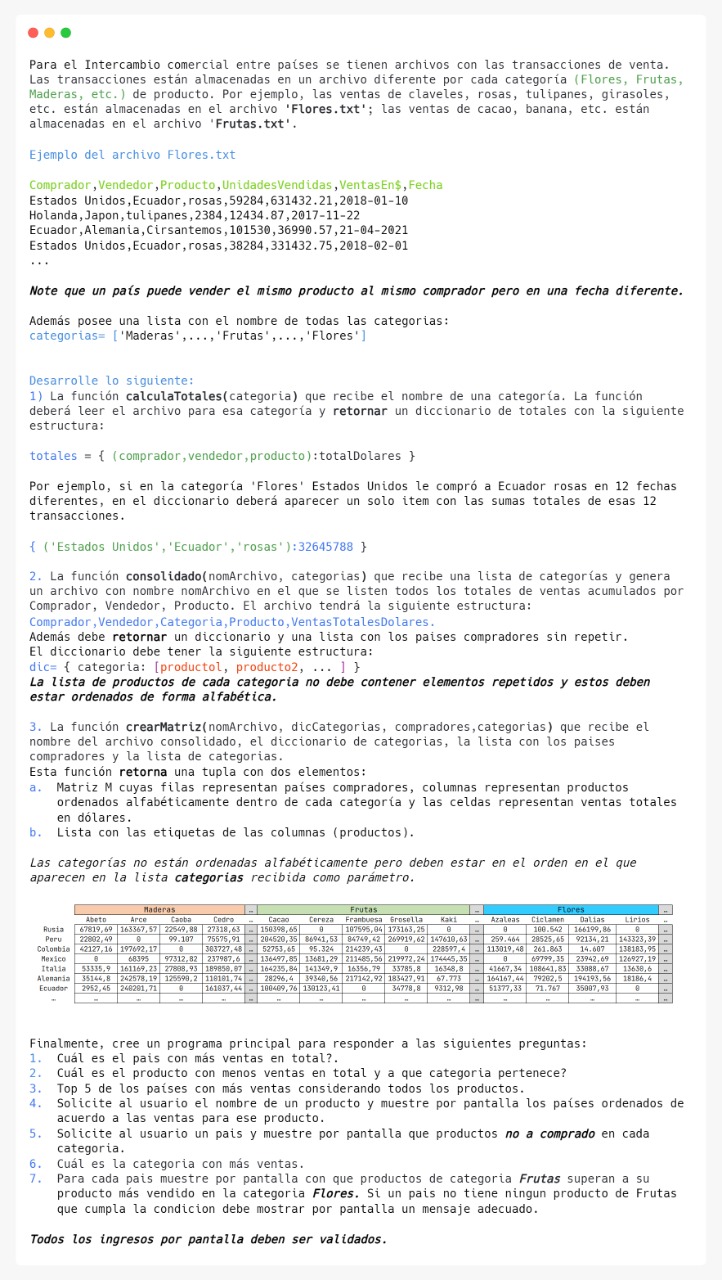 Para el Intercambio comercial entre países se tienen archivos con las transacciones de venta.
Las transacciones están almacenadas en un archivo diferente por cada categoría (Flores, Frutas,
Maderas, etc.) de producto. Por ejemplo, las ventas de claveles, rosas, tulipanes, girasoles,
etc. están almacenadas en el archivo 'Flores.txt'; las ventas de cacao, banana, etc. están
almacenadas en el archivo 'Frutas.txt'.
Ejemplo del archivo Flores.txt
Comprador,Vendedor,Producto,UnidadesVendidas,VentasEn$,Fecha
Estados Unidos,Ecuador,rosas,59284,631432.21,2018-01-10
Holanda,Japon,tulipanes,2384,12434.87,2017-11-22
Ecuador,Alemania,Cirsantemos,101530,36990.57,21-04-2021
Estados Unidos,Ecuador,rosas,38284,331432.75,2018-02-01
...
Note que un país puede vender el mismo producto al mismo comprador pero en una fecha diferente.
Además posee una lista con el nombre de todas las categorias:
categorias= ['Maderas',...,'Frutas',...,'Flores']
Desarrolle lo siguiente:
1) La función calculaTotales(categoria) que recibe el nombre de una categoría. La función
deberá leer el archivo para esa categoría y retornar un diccionario de totales con la siguiente
estructura:
totales = { (comprador,vendedor,producto):totalDolares }
Por ejemplo, si en la categoría 'Flores' Estados Unidos le compró a Ecuador rosas en 12 fechas
diferentes, en el diccionario deberá aparecer un solo item con las sumas totales de esas 12
transacciones.
{ ('Estados Unidos','Ecuador','rosas'):32645788 }
2. La función consolidado(nomArchivo, categorias) que recibe una lista de categorías y genera
un archivo con nombre nomArchivo en el que se listen todos los totales de ventas acumulados por
Comprador, Vendedor, Producto. El archivo tendrá la siguiente estructura:
Comprador,Vendedor,Categoria,Producto,VentasTotalesDolares.
Además debe retornar un diccionario y una lista con los paises compradores sin repetir.
El diccionario debe tener la siguiente estructura:
dic= { categoria: [producto1, producto2, ... ] }
La lista de productos de cada categoria no debe contener elementos repetidos y estos deben
estar ordenados de forma alfabética.
3. La función crearMatriz(nomArchivo, dicCategorias, compradores,categorias) que recibe el
nombre del archivo consolidado, el diccionario de categorias, la lista con los paises
compradores y la lista de categorias.
Esta función retorna una tupla con dos elementos:
a. Matriz M cuyas filas representan países compradores, columnas representan productos
ordenados alfabéticamente dentro de cada categoría y las celdas representan ventas totales
en dólares.
b. Lista con las etiquetas de las columnas (productos).
Las categorías no están ordenadas alfabéticamente pero deben estar en el orden en el que
aparecen en la lista categorias recibida como parámetro.
Maderas … Frutas … Flores …
Abeto Arce Caoba Cedro … Cacao Cereza Frambuesa Grosella Kaki … Azaleas Ciclamen Dalias Lirios …
Rusia 67819,69 163367,57 22549,88 27318,63 … 150398,65 0 107595,04 173163,25 0 … 0 100.542 166199,86 0 …
Peru 22802,49 0 99.107 75575,91 … 204520,35 86941,53 84749,42 269919,62 147610,63 … 259.464 28525,65 92134,21 143323,39 …
Colombia 42127,16 197692,17 0 303727,48 … 52753,65 95.324 214239,43 0 228597,4 … 113019,48 261.863 14.607 138183,95 …
Mexico 0 68395 97312,82 237987,6 … 136497,85 13681,29 211485,56 219972,24 174445,35 … 0 69799,35 23942,69 126927,19 …
Italia 53335,9 161169,23 27808,93 189850,07 … 164235,84 141349,9 16356,79 33785,8 16348,8 … 41667,34 108641,83 33088,67 13630,6 …
Alemania 35144,8 242578,19 125590,2 110101,74 … 28296,4 39340,56 217142,92 183427,91 67.773 … 164167,44 79202,5 194193,56 18186,4 …
Ecuador 2952,45 240201,71 0 161037,44 … 100409,76 130123,41 0 34778,8 9312,98 … 51377,33 71.767 35007,93 0 …
… … … … … … … … … … … … … … … …
Finalmente, cree un programa principal para responder a las siguientes preguntas:
1. Cuál es el pais con más ventas en total?.
2. Cuál es el producto con menos ventas en total y a que categoria pertenece?
3. Top 5 de los países con más ventas considerando todos los productos.
4. Solicite al usuario el nombre de un producto y muestre por pantalla los países ordenados de
acuerdo a las ventas para ese producto.
5. Solicite al usuario un pais y muestre por pantalla que productos no a comprado en cada
categoria.
6. Cuál es la categoria con más ventas.
7. Para cada pais muestre por pantalla con que productos de categoria Frutas superan a su
producto más vendido en la categoria Flores. Si un pais no tiene ningun producto de Frutas
que cumpla la condicion debe mostrar por pantalla un mensaje adecuado.
Todos los ingresos por pantalla deben ser validados.